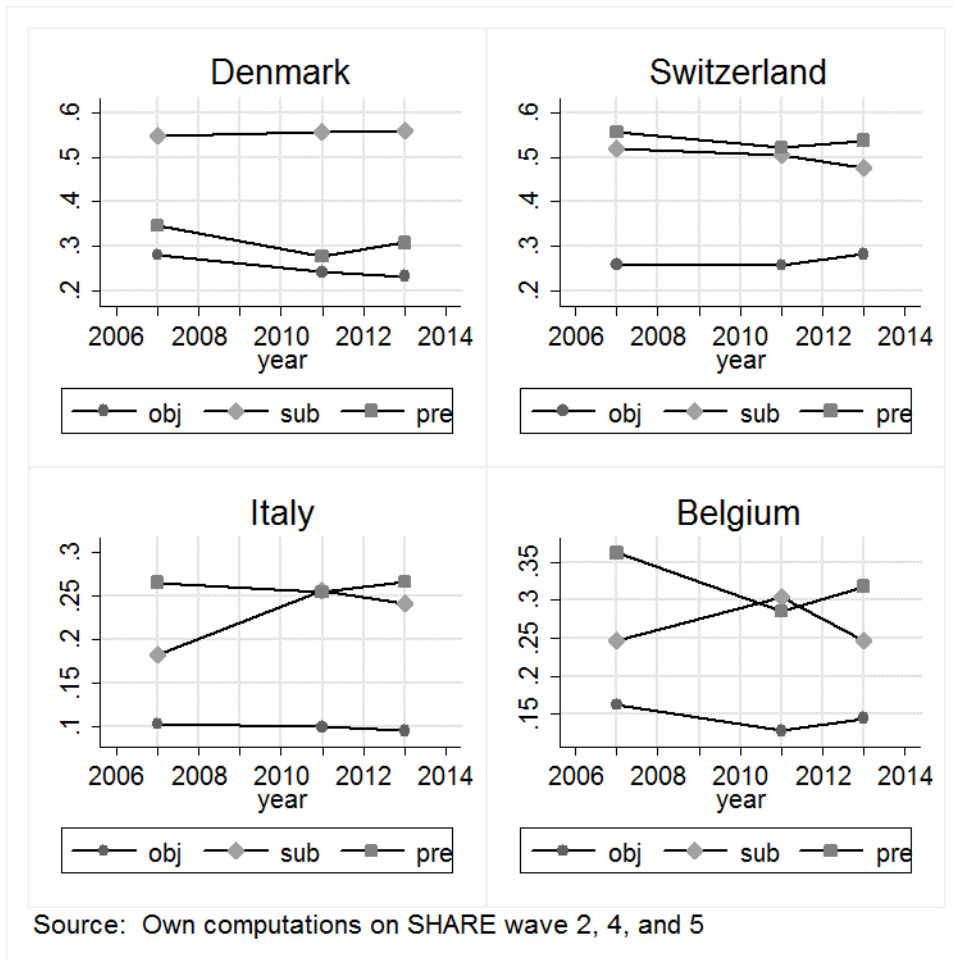 Denmark
.6
.5
.4
.3
.2
2006 2008 2010 2012 2014
year
obj sub pre
Switzerland
.6
.5
.4
.3
.2
2006 2008 2010 2012 2014
year
obj sub pre
Italy
.3
.25
.2
.15
.1
2006 2008 2010 2012 2014
year
obj sub pre
Belgium
.35
.3
.25
.2
.15
2006 2008 2010 2012 2014
year
obj sub pre
Source: Own computations on SHARE wave 2, 4, and 5